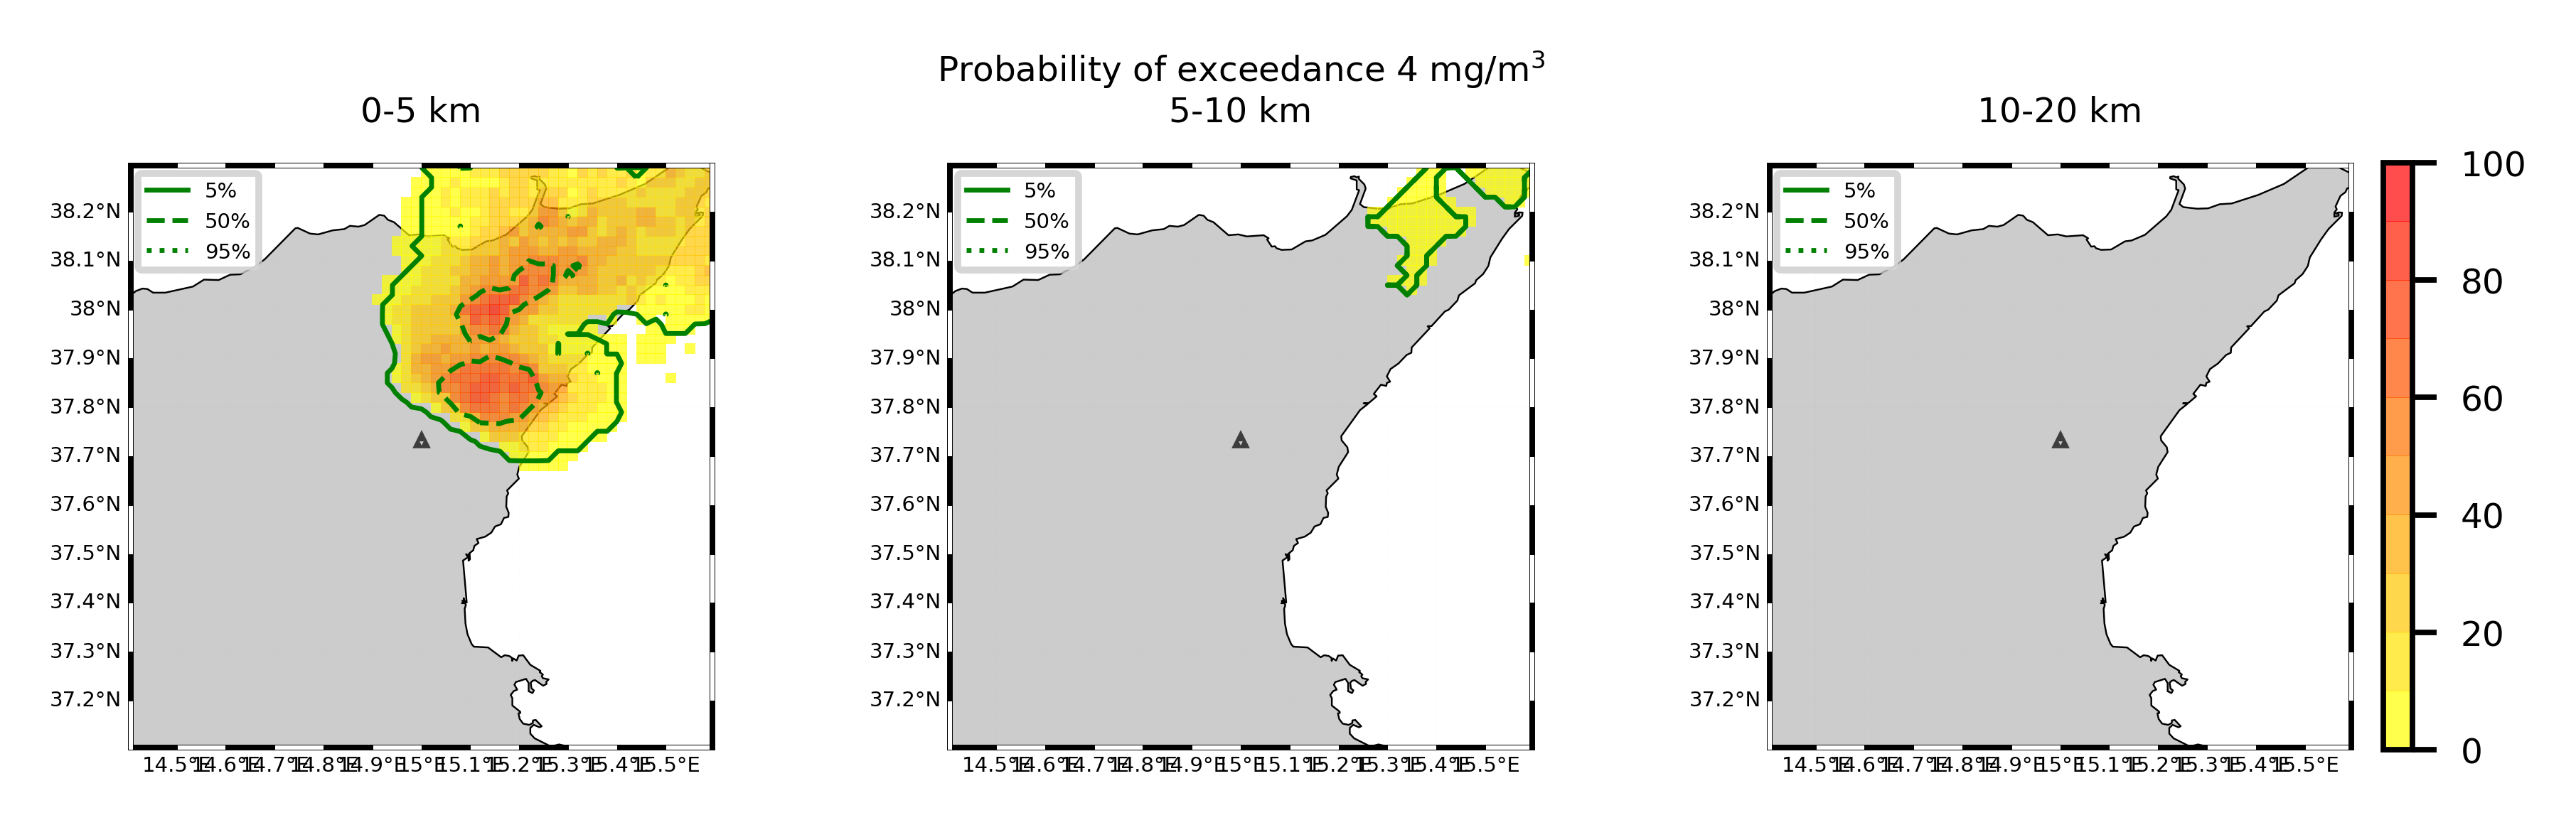 Probability of exceedance 4 mg/m³
0-5 km
5%
50%
95%
38.2°N
38.1°N
38°N
37.9°N
37.8°N
37.7°N
37.6°N
37.5°N
37.4°N
37.3°N
37.2°N
14.5°E 14.6°E 14.7°E 14.8°E 14.9°E 15°E 15.1°E 15.2°E 15.3°E 15.4°E 15.5°E
5-10 km
5%
50%
95%
38.2°N
38.1°N
38°N
37.9°N
37.8°N
37.7°N
37.6°N
37.5°N
37.4°N
37.3°N
37.2°N
14.5°E 14.6°E 14.7°E 14.8°E 14.9°E 15°E 15.1°E 15.2°E 15.3°E 15.4°E 15.5°E
10-20 km
5%
50%
95%
38.2°N
38.1°N
38°N
37.9°N
37.8°N
37.7°N
37.6°N
37.5°N
37.4°N
37.3°N
37.2°N
14.5°E 14.6°E 14.7°E 14.8°E 14.9°E 15°E 15.1°E 15.2°E 15.3°E 15.4°E 15.5°E
100
80
60
40
20
0